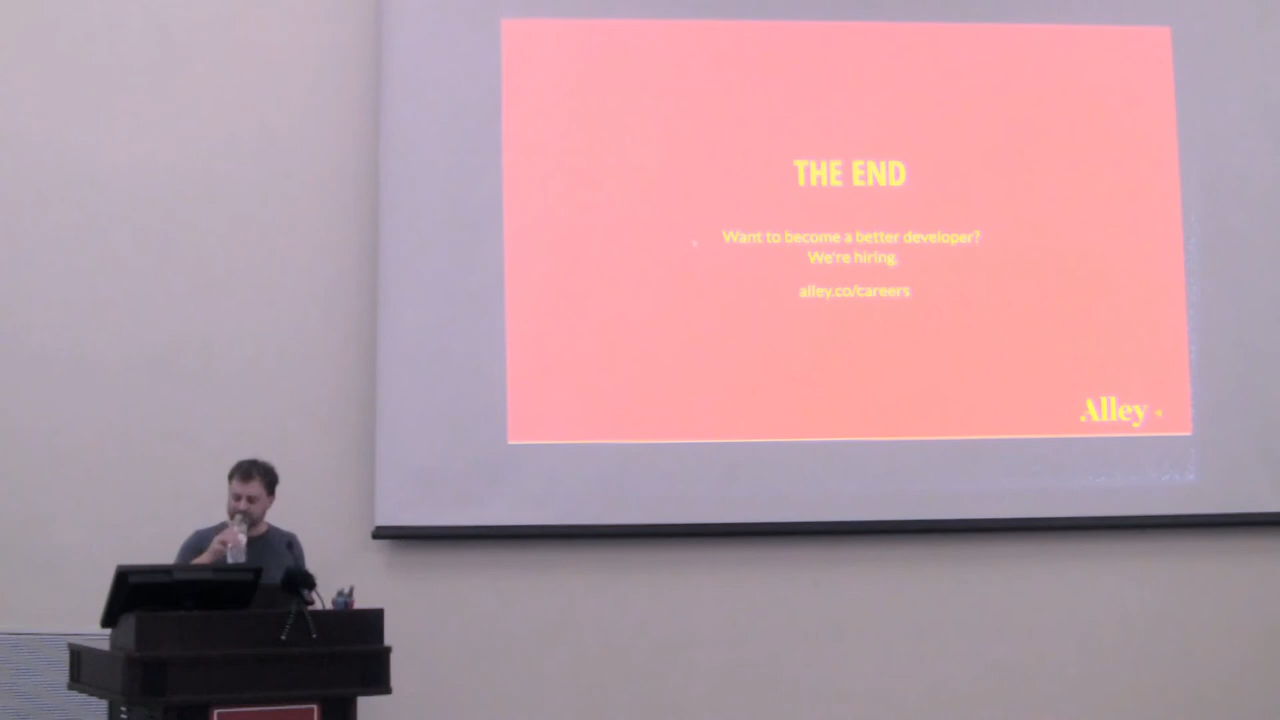 THE END
Want to become a better developer?
We're hiring.
alley.co/careers
Alley